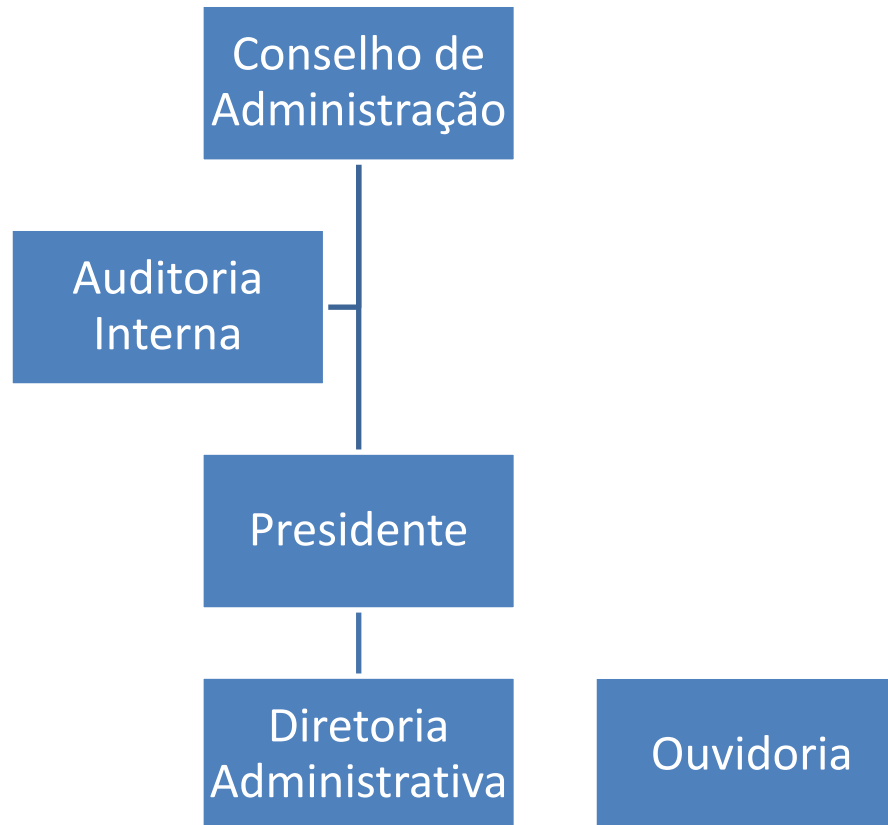 Conselho de
Administração
Auditoria
Interna
Presidente
Diretoria
Administrativa
Ouvidoria